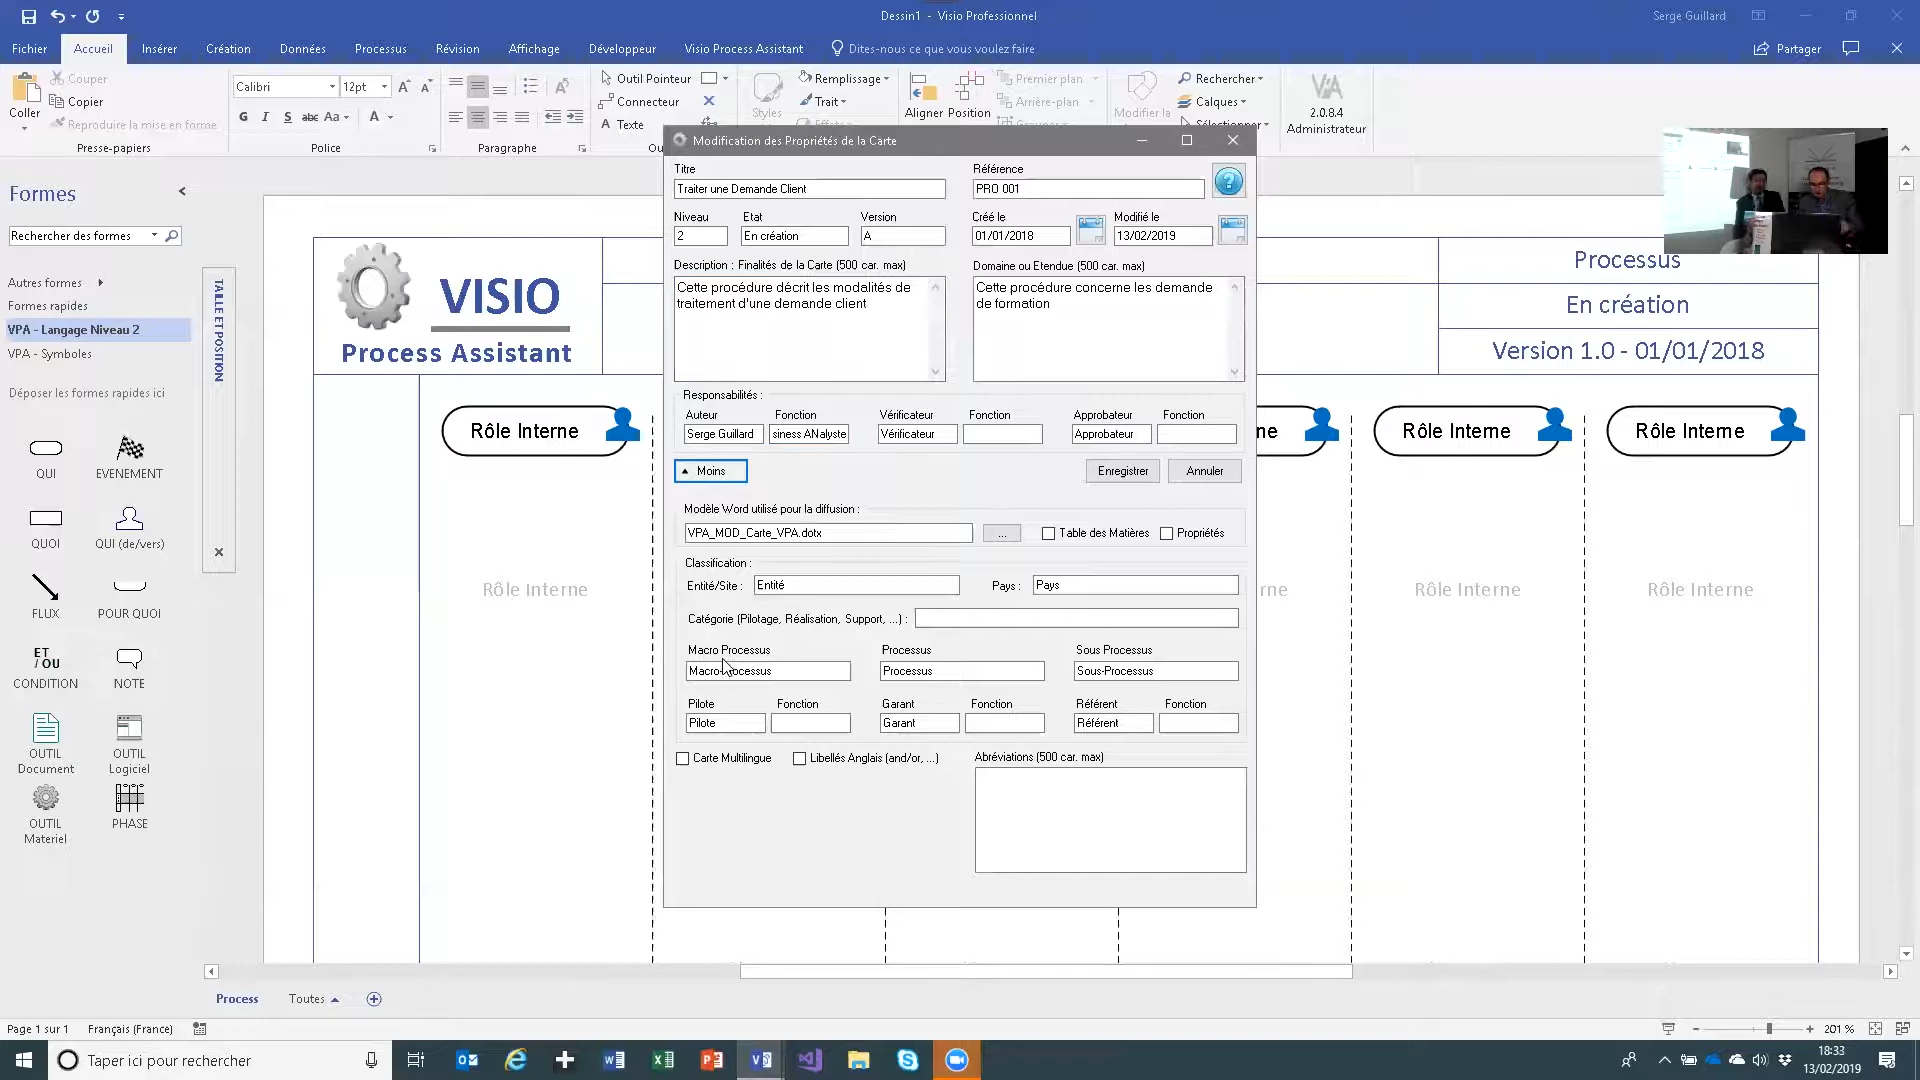 Dessin1 - Visio Professionnel
Serge Guillard
Fichier Accueil Insérer Création Données Processus Révision Affichage Développeur Visio Process Assistant Dites-nous ce que vous voulez faire Partager
Coller
Couper
Copier
Reproduire la mise en forme
Presse-papiers
Calibri 12pt
G I S abc Aa A
Police
Paragraphe
Outil Pointeur
Connecteur
A Texte
Styles
Remplissage
Trait
Effets
Aligner Position
Premier plan
Arrière-plan
Grouper
Modifier la
Rechercher
Calques
Sélectionner
2.0.8.4
Administrateur
Formes
Rechercher des formes
Autres formes
Formes rapides
VPA - Langage Niveau 2
VPA - Symboles
Déposer les formes rapides ici
QUI EVENEMENT
QUOI QUI (de/vers)
FLUX POUR QUOI
ET / OU
CONDITION NOTE
OUTIL Document
OUTIL Logiciel
OUTIL Materiel
PHASE
TAILLE ET POSITION
VISIO
Process Assistant
Processus
En création
Version 1.0 - 01/01/2018
Rôle Interne
ne
Rôle Interne
Rôle Interne
Rôle Interne
rne
Rôle Interne
Rôle Interne
Modification des Propriétés de la Carte
Titre Référence
Traiter une Demande Client PRO 001
?
Niveau Etat Version Créé le Modifié le
2 En création A 01/01/2018 13/02/2019
Description : Finalités de la Carte (500 car. max) Domaine ou Etendue (500 car. max)
Cette procédure décrit les modalités de
traitement d'une demande client
Cette procédure concerne les demande
de formation
Responsabilités :
Auteur Fonction Vérificateur Fonction Approbateur Fonction
Serge Guillard siness ANalyste Vérificateur Approbateur
Moins Enregistrer Annuler
Modèle Word utilisé pour la diffusion :
VPA_MOD_Carte_VPA.dotx ... Table des Matières Propriétés
Classification :
Entité/Site : Entité Pays : Pays
Catégorie (Pilotage, Réalisation, Support, ...) :
Macro Processus Processus Sous Processus
Macro-Processus Processus Sous-Processus
Pilote Fonction Garant Fonction Référent Fonction
Pilote Garant Référent
Carte Multilingue Libellés Anglais (and/or, ...) Abréviations (500 car. max)
Process Toutes
Page 1 sur 1 Français (France) 201 %
Taper ici pour rechercher
18:33
13/02/2019